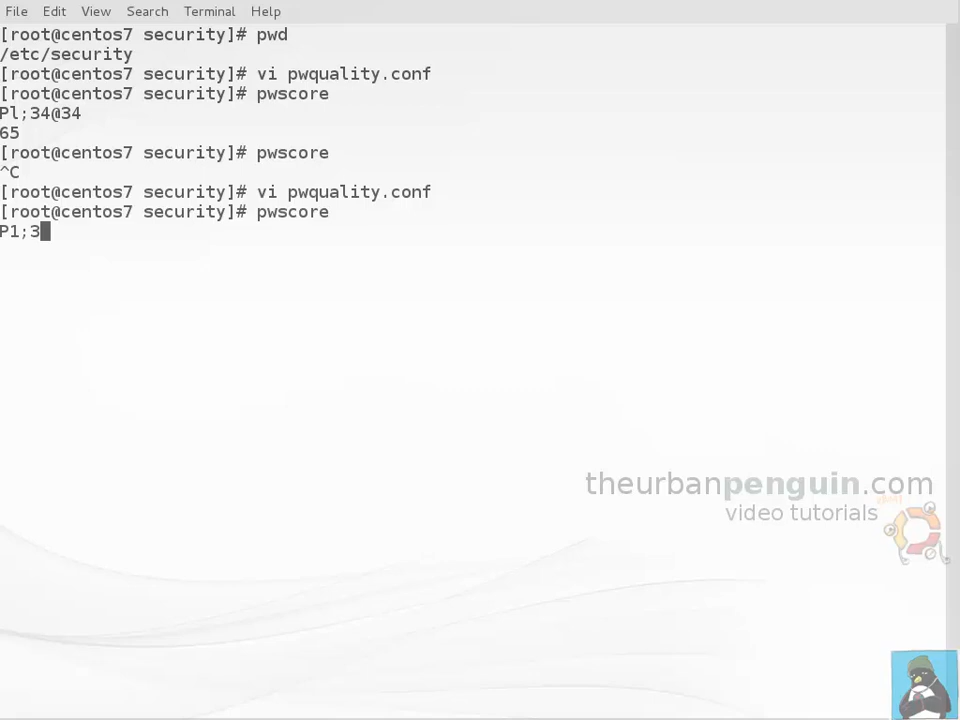 File Edit View Search Terminal Help
[root@centos7 security]# pwd
/etc/security
[root@centos7 security]# vi pwquality.conf
[root@centos7 security]# pwscore
Pl;34@34
65
[root@centos7 security]# pwscore
^C
[root@centos7 security]# vi pwquality.conf
[root@centos7 security]# pwscore
P1;3
theurbanpenguin.com
video tutorials